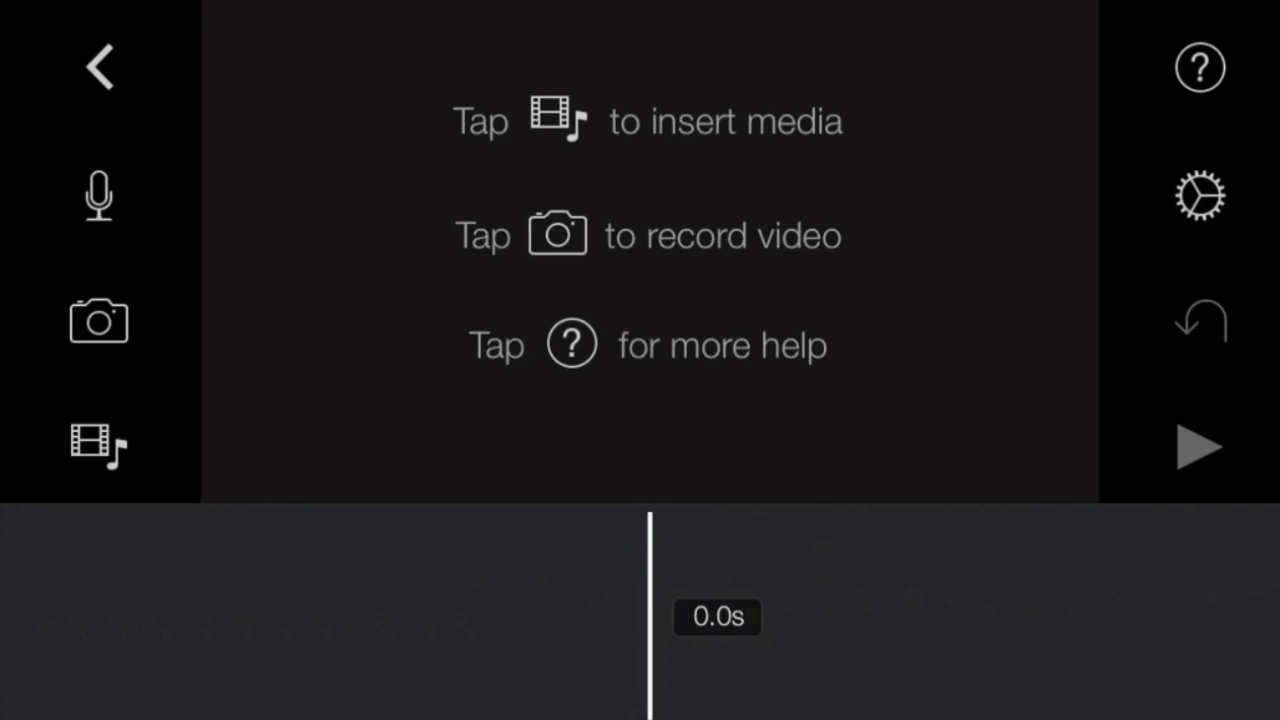 Tap to insert media
Tap to record video
Tap ? for more help
?
0.0s